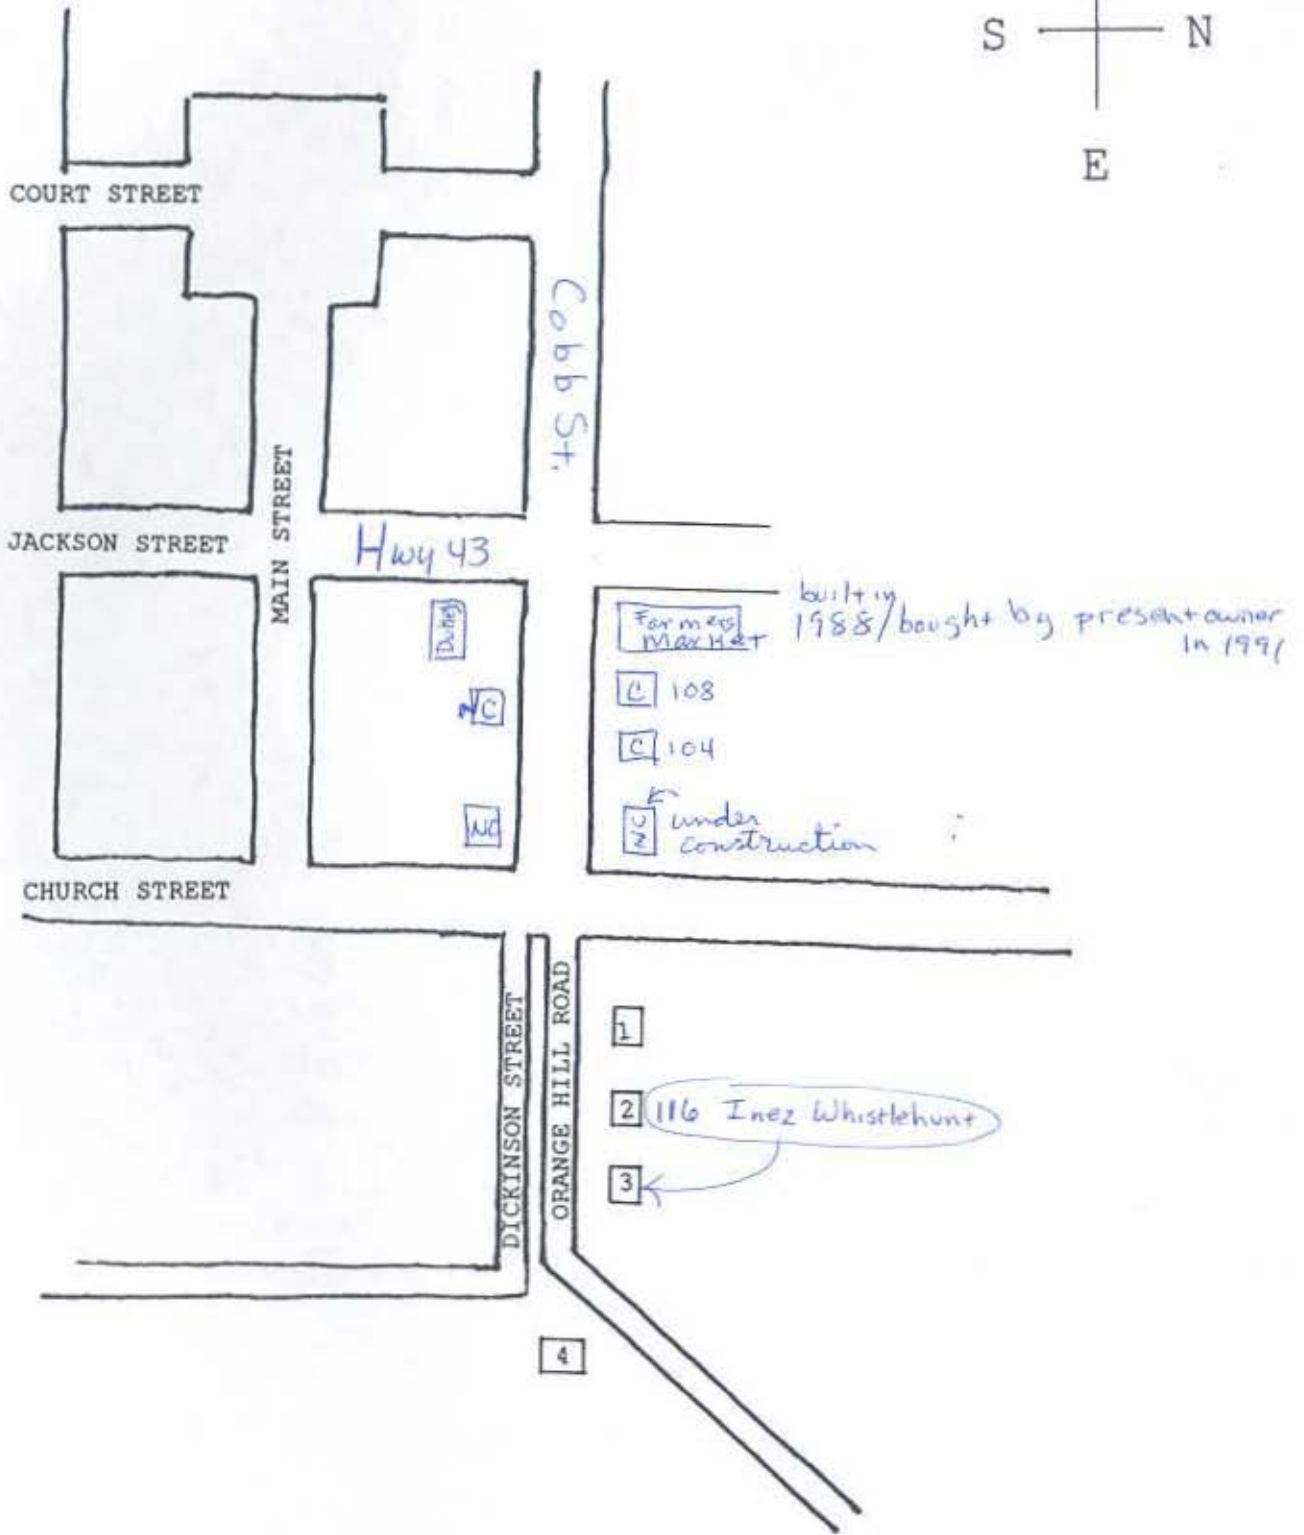 S N
E
COURT STREET
Cobb St.
MAIN STREET
JACKSON STREET
Hwy 43
built in
1988/bought by present owner
in 1991
Farmers
Market
C 108
C
C 104
NC
NC
under
construction
CHURCH STREET
DICKINSON STREET
ORANGE HILL ROAD
1
2 116 Inez Whistlehunt
3
4